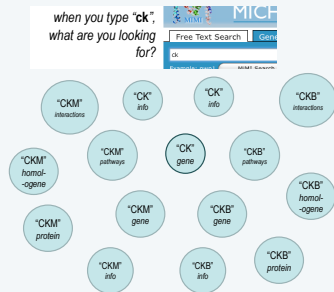 when you type "ck",
what are you looking
for?
MiMI
MICH
Free Text Search
Gene
ck
MiMI Search
"CKM"
interactions
"CK"
info
"CK"
info
"CKB"
interactions
"CKM"
pathways
"CK"
gene
"CKB"
pathways
"CKM"
homol-
-ogene
"CKB"
homol-
-ogene
"CKM"
gene
"CKB"
gene
"CKM"
protein
"CKB"
protein
"CKM"
info
"CKB"
info